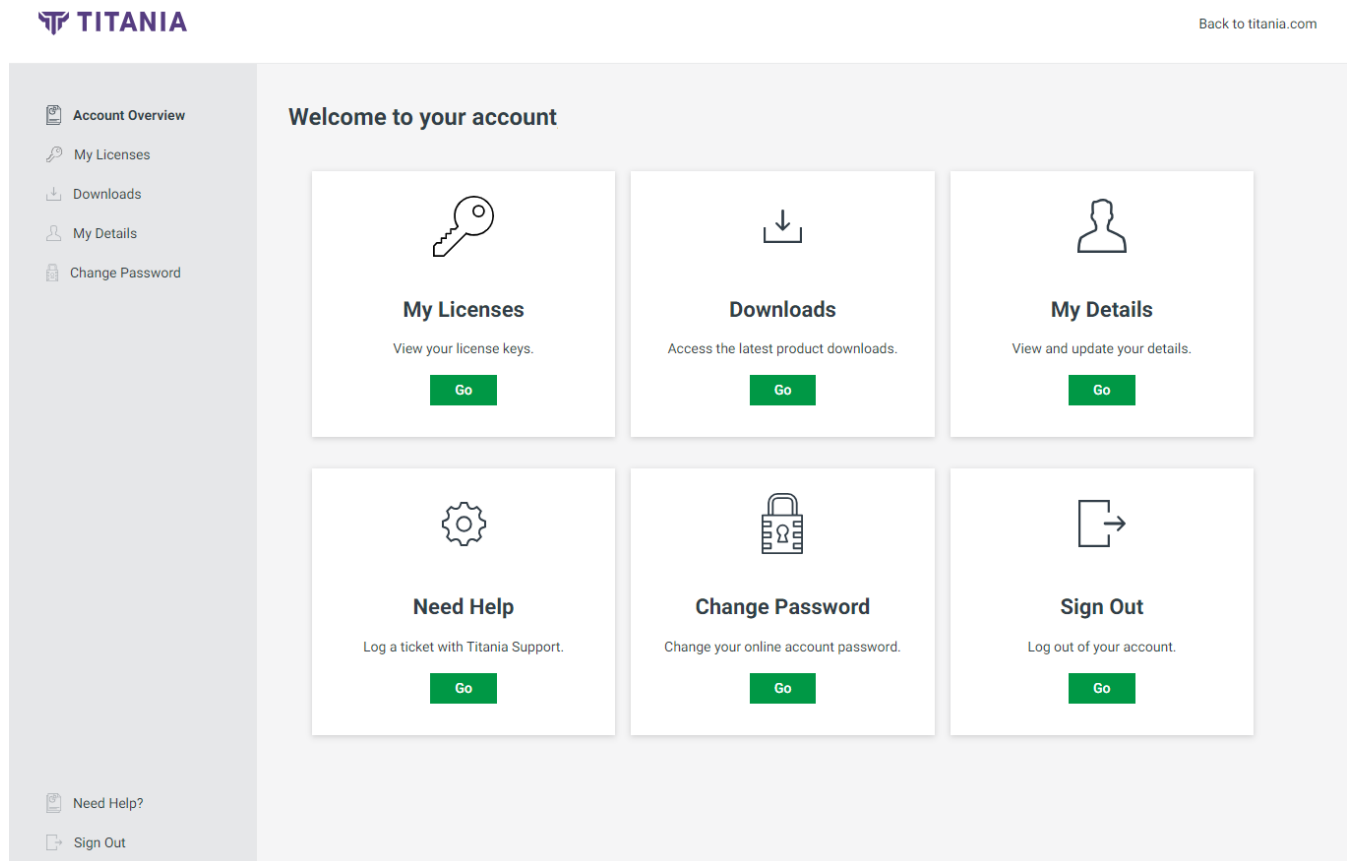 TITANIA
Back to titania.com
Account Overview
My Licenses
Downloads
My Details
Change Password
Need Help?
Sign Out
Welcome to your account
My Licenses
View your license keys.
Go
Downloads
Access the latest product downloads.
Go
My Details
View and update your details.
Go
Need Help
Log a ticket with Titania Support.
Go
Change Password
Change your online account password.
Go
Sign Out
Log out of your account.
Go